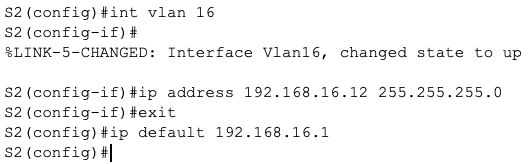 S2(config)#int vlan 16
S2(config-if)#
%LINK-5-CHANGED: Interface Vlan16, changed state to up
S2(config-if)#ip address 192.168.16.12 255.255.255.0
S2(config-if)#exit
S2(config)#ip default 192.168.16.1
S2(config)#